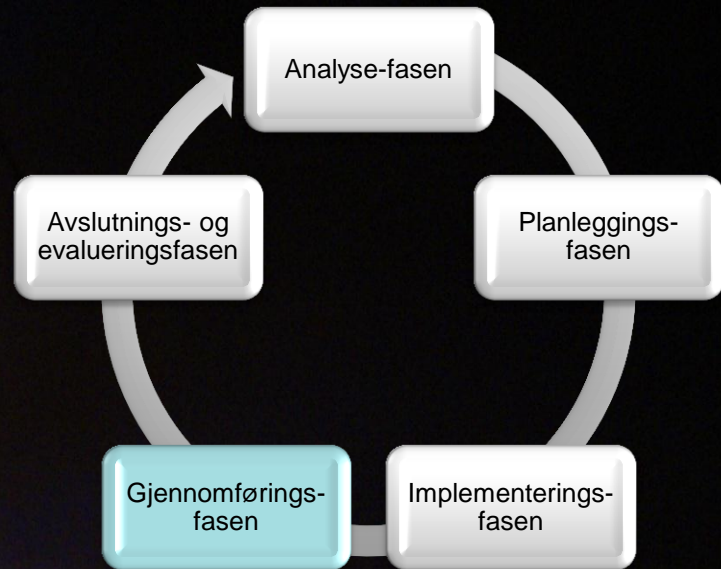 Analyse-fasen
Planleggings-
fasen
Implementerings-
fasen
Gjennomførings-
fasen
Avslutnings- og
evalueringsfasen